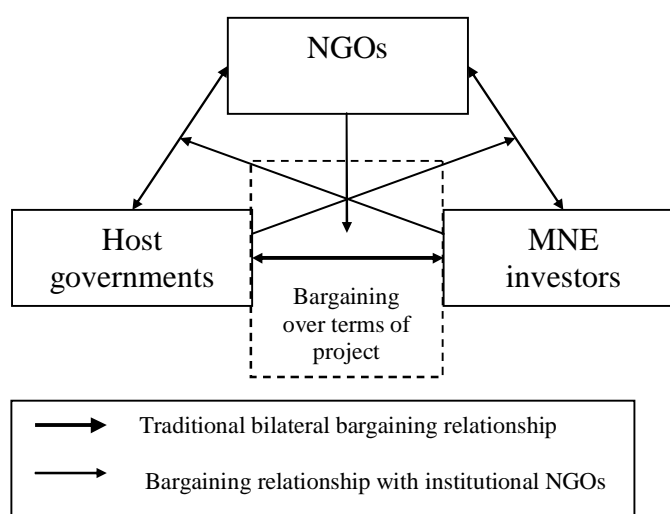 NGOs
Host
governments
MNE
investors
Bargaining
over terms of
project
Traditional bilateral bargaining relationship
Bargaining relationship with institutional NGOs